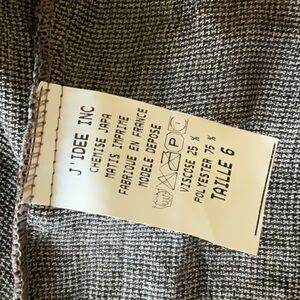 J'IDEE INC
CHEMISE JAPA
MATIS IMPRIME
FABRIQUE EN FRANCE
MODELE DEPOSE
P
VISCOSE 25 %
POLYESTER 75 %
TAILLE 6